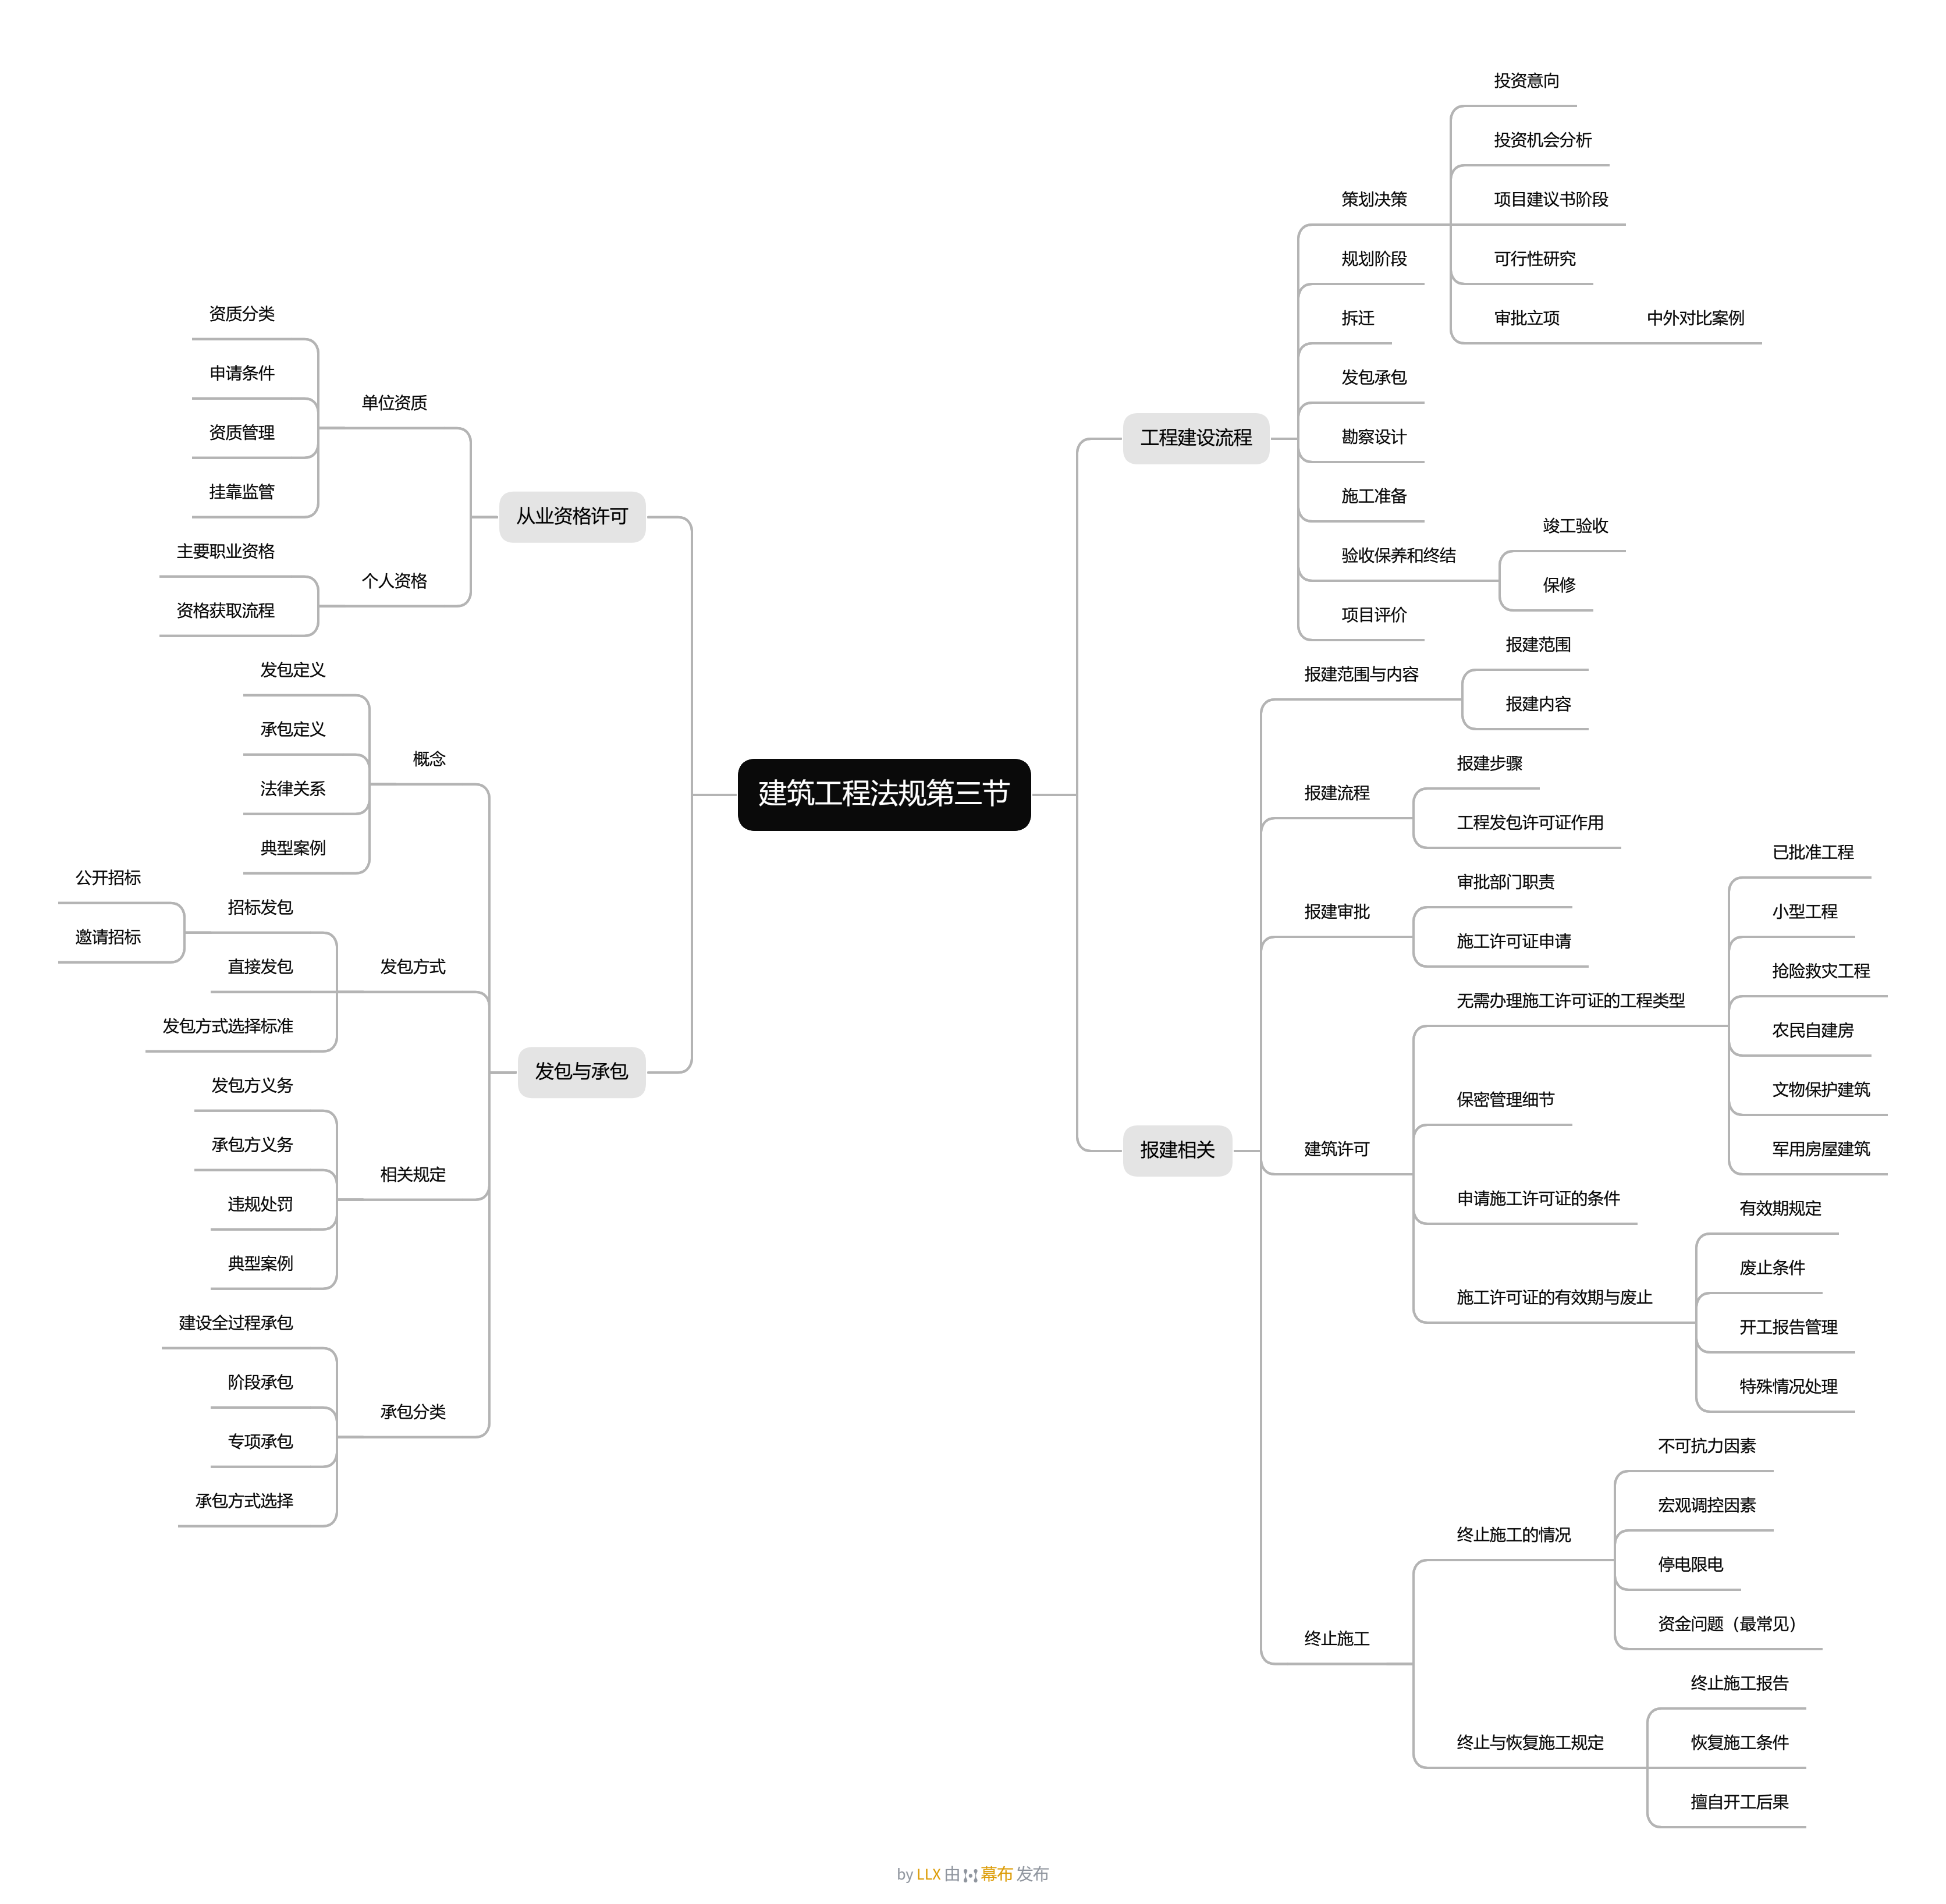 建筑工程法规第三节
工程建设流程
策划决策
投资意向
投资机会分析
项目建议书阶段
可行性研究
审批立项
中外对比案例
规划阶段
拆迁
发包承包
勘察设计
施工准备
验收保养和终结
竣工验收
保修
项目评价
报建相关
报建范围与内容
报建范围
报建内容
报建流程
报建步骤
工程发包许可证作用
报建审批
审批部门职责
施工许可证申请
建筑许可
无需办理施工许可证的工程类型
已批准工程
小型工程
抢险救灾工程
农民自建房
文物保护建筑
军用房屋建筑
保密管理细节
申请施工许可证的条件
施工许可证的有效期与废止
有效期规定
废止条件
开工报告管理
特殊情况处理
终止施工
终止施工的情况
不可抗力因素
宏观调控因素
停电限电
资金问题（最常见）
终止与恢复施工规定
终止施工报告
恢复施工条件
擅自开工后果
从业资格许可
单位资质
资质分类
申请条件
资质管理
挂靠监管
个人资格
主要职业资格
资格获取流程
发包与承包
概念
发包定义
承包定义
法律关系
典型案例
发包方式
招标发包
公开招标
邀请招标
直接发包
发包方式选择标准
相关规定
发包方义务
承包方义务
违规处罚
典型案例
承包分类
建设全过程承包
阶段承包
专项承包
承包方式选择
by LLX 由 幕布 发布